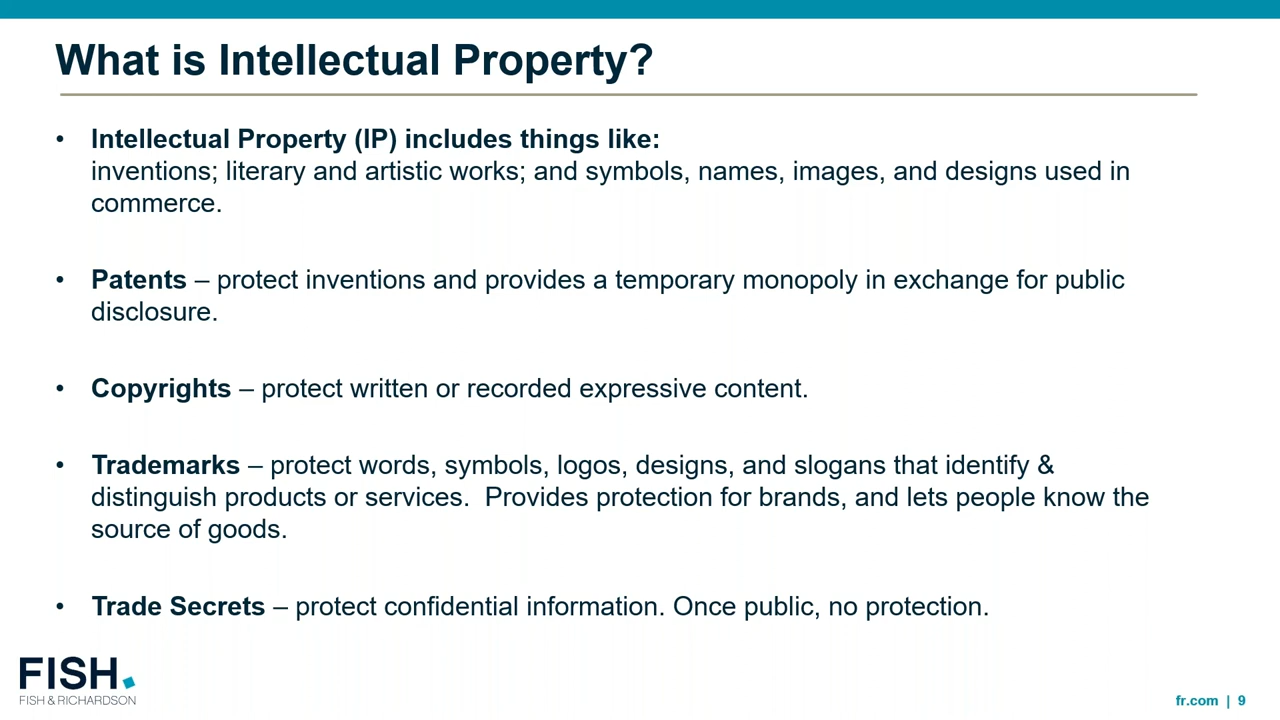 What is Intellectual Property?
• Intellectual Property (IP) includes things like:
inventions; literary and artistic works; and symbols, names, images, and designs used in
commerce.
• Patents – protect inventions and provides a temporary monopoly in exchange for public
disclosure.
• Copyrights – protect written or recorded expressive content.
• Trademarks – protect words, symbols, logos, designs, and slogans that identify &
distinguish products or services.  Provides protection for brands, and lets people know the
source of goods.
• Trade Secrets – protect confidential information. Once public, no protection.
FISH.
FISH & RICHARDSON
fr.com | 9